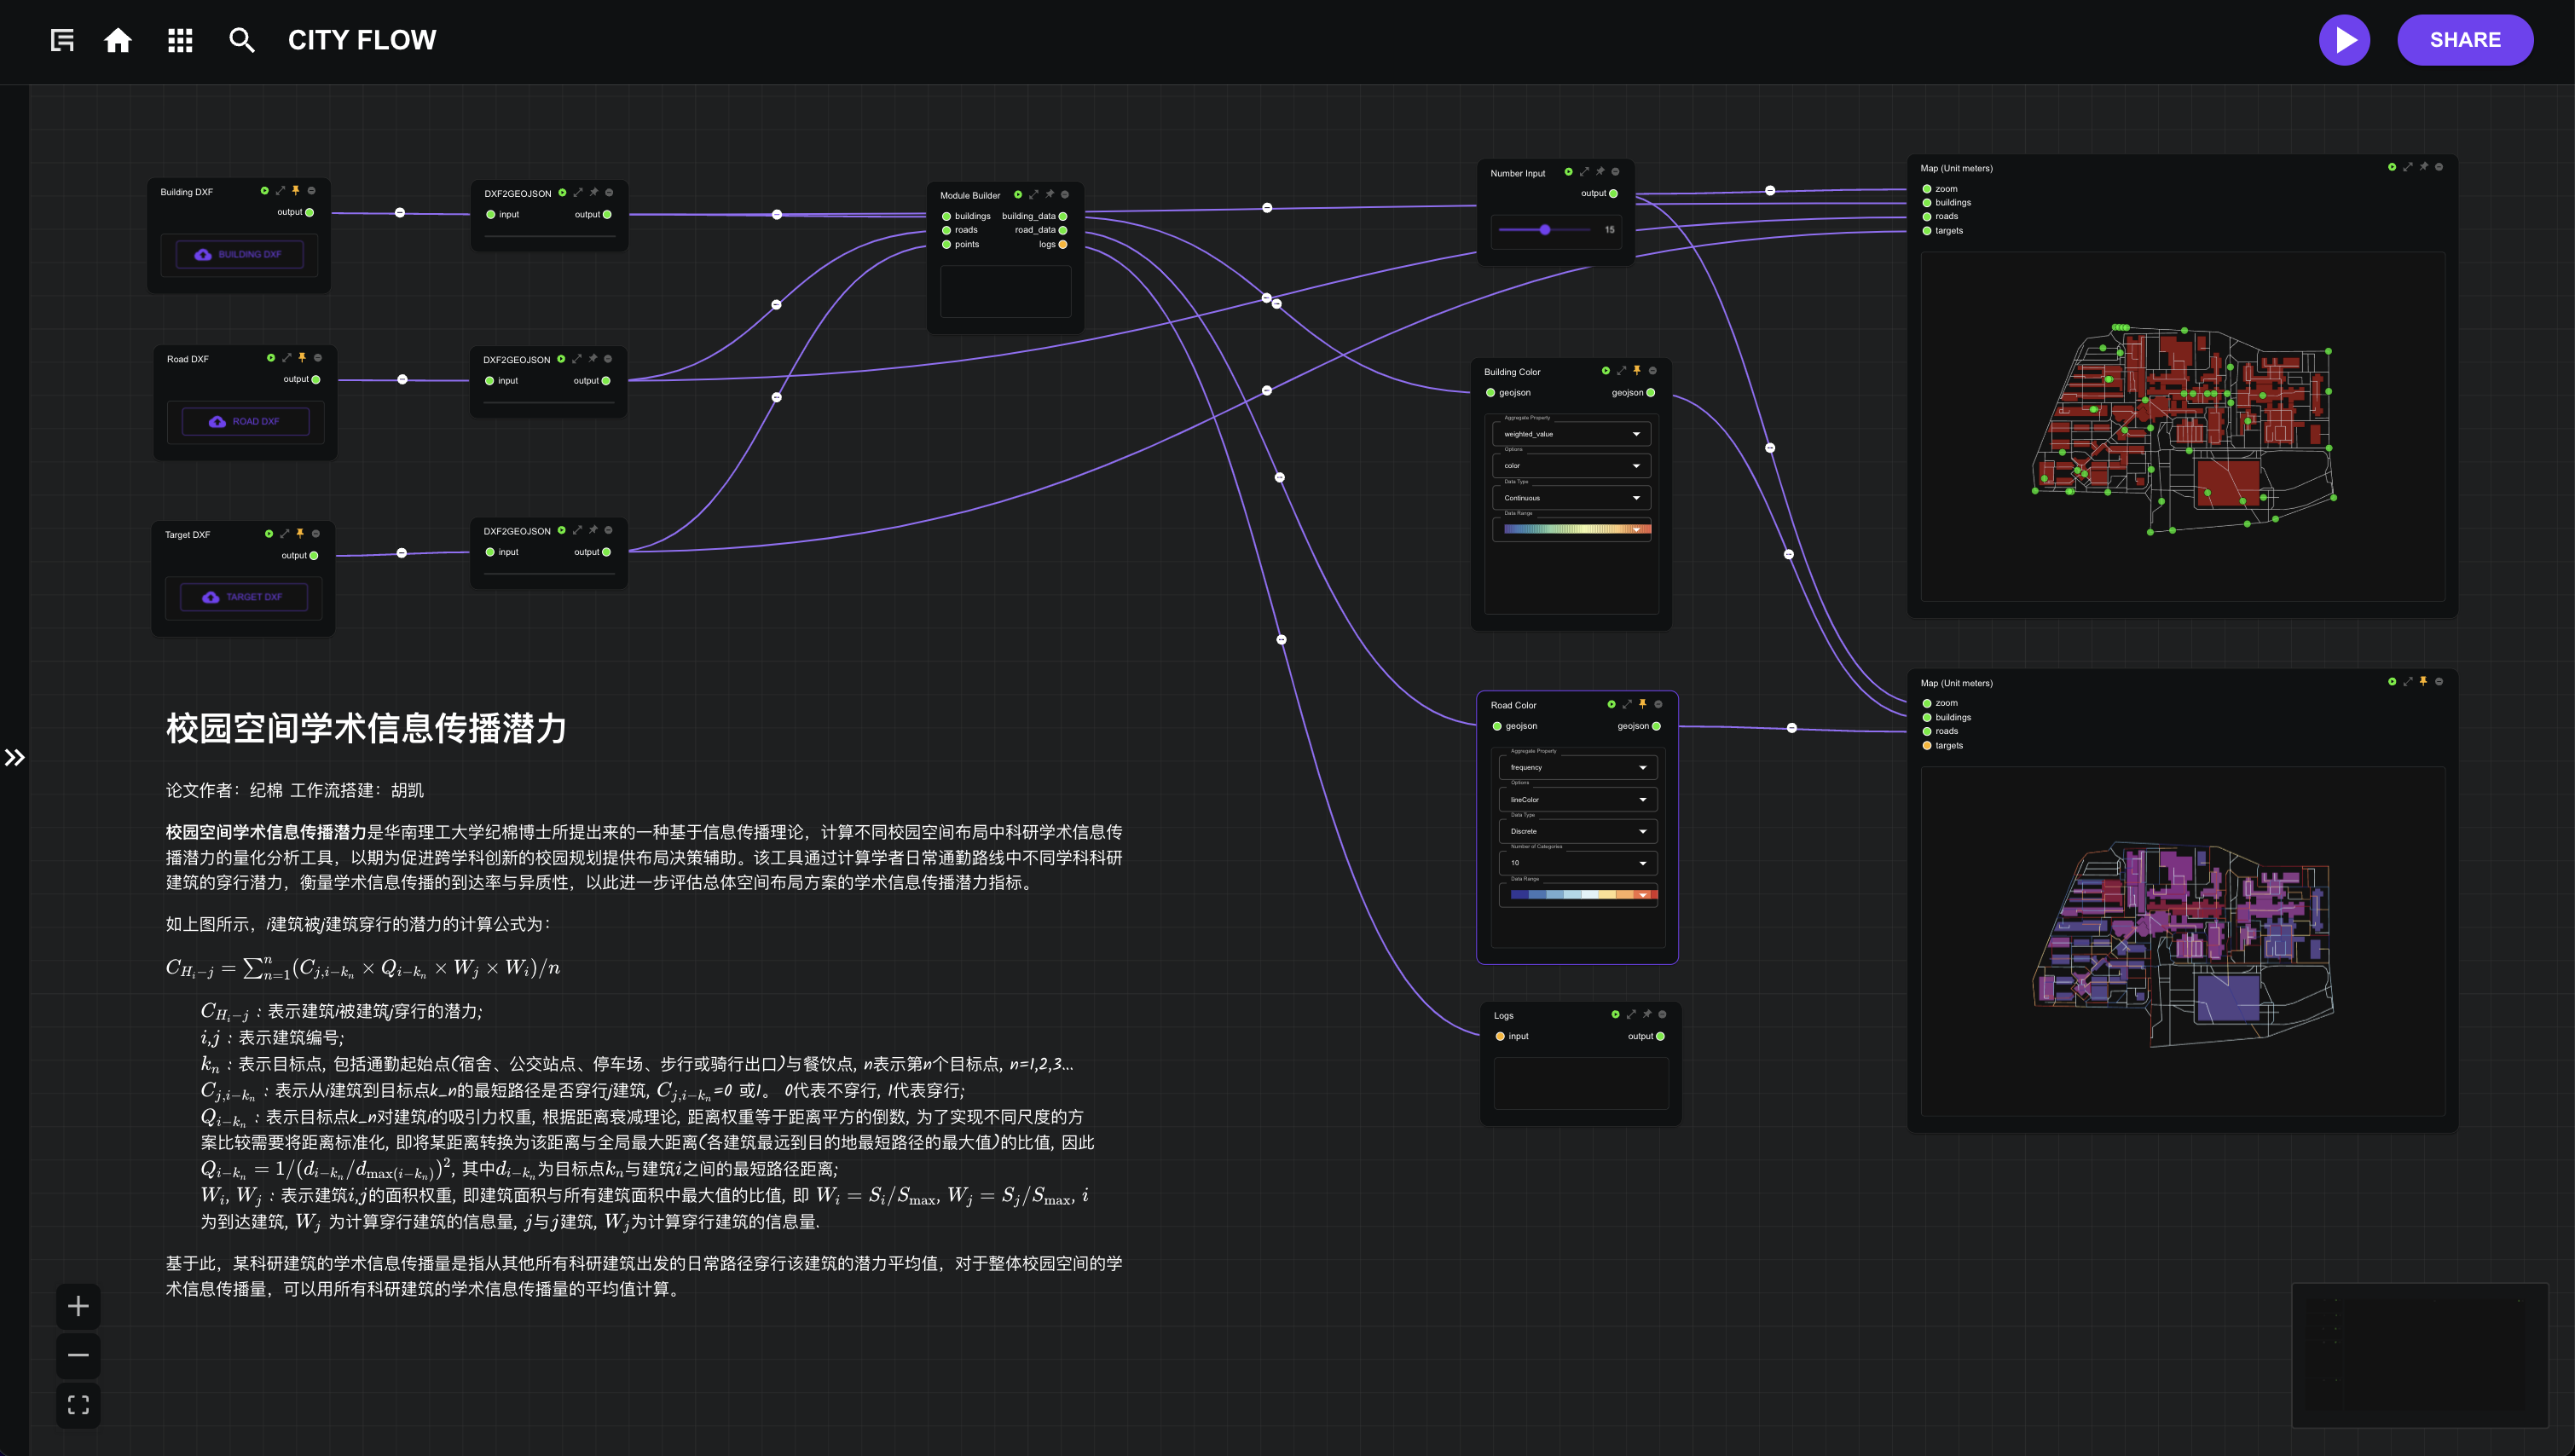 CITY FLOW
SHARE
Building DXF
output
BUILDING DXF
DXF2GEOJSON
input output
Road DXF
output
ROAD DXF
DXF2GEOJSON
input output
Target DXF
output
TARGET DXF
DXF2GEOJSON
input output
Module Builder
buildings building_data
roads road_data
points logs
Number Input
output
15
Building Color
geojson geojson
Aggregate Property
weighted_value
Options
color
Data Type
Continuous
Data Range
Road Color
geojson geojson
Aggregate Property
frequency
Options
lineColor
Data Type
Discrete
Number of Categories
10
Data Range
Logs
input output
Map (Unit meters)
zoom
buildings
roads
targets
Map (Unit meters)
zoom
buildings
roads
targets
校园空间学术信息传播潜力
论文作者：纪棉 工作流搭建：胡凯
校园空间学术信息传播潜力是华南理工大学纪棉博士所提出来的一种基于信息传播理论，计算不同校园空间布局中科研学术信息传
播潜力的量化分析工具，以期为促进跨学科创新的校园规划提供布局决策辅助。该工具通过计算学者日常通勤路线中不同学科科研
建筑的穿行潜力，衡量学术信息传播的到达率与异质性，以此进一步评估总体空间布局方案的学术信息传播潜力指标。
如上图所示，i建筑被j建筑穿行的潜力的计算公式为：
$C_{H_i-j} = \sum_{n=1}^{n}(C_{j,i-k_n} \times Q_{i-k_n} \times W_j \times W_i)/n$
$C_{H_i-j}$：表示建筑i被建筑j穿行的潜力;
i,j：表示建筑编号;
$k_n$：表示目标点, 包括通勤起始点(宿舍、公交站点、停车场、步行或骑行出口)与餐饮点, n表示第n个目标点, n=1,2,3...
$C_{j,i-k_n}$：表示从i建筑到目标点k_n的最短路径是否穿行j建筑, $C_{j,i-k_n}$=0 或1。 0代表不穿行, 1代表穿行;
$Q_{i-k_n}$：表示目标点k_n对建筑i的吸引力权重, 根据距离衰减理论, 距离权重等于距离平方的倒数, 为了实现不同尺度的方
案比较需要将距离标准化, 即将某距离转换为该距离与全局最大距离(各建筑最远到目的地最短路径的最大值)的比值, 因此
$Q_{i-k_n} = 1/(d_{i-k_n}/d_{\max(i-k_n)})^2$, 其中$d_{i-k_n}$为目标点$k_n$与建筑$i$之间的最短路径距离;
$W_i$, $W_j$：表示建筑i,j的面积权重, 即建筑面积与所有建筑面积中最大值的比值, 即 $W_i = S_i/S_{\max}$, $W_j = S_j/S_{\max}$, $i$
为到达建筑, $W_j$ 为计算穿行建筑的信息量, $j$与$j$建筑, $W_j$为计算穿行建筑的信息量.
基于此，某科研建筑的学术信息传播量是指从其他所有科研建筑出发的日常路径穿行该建筑的潜力平均值，对于整体校园空间的学
术信息传播量，可以用所有科研建筑的学术信息传播量的平均值计算。